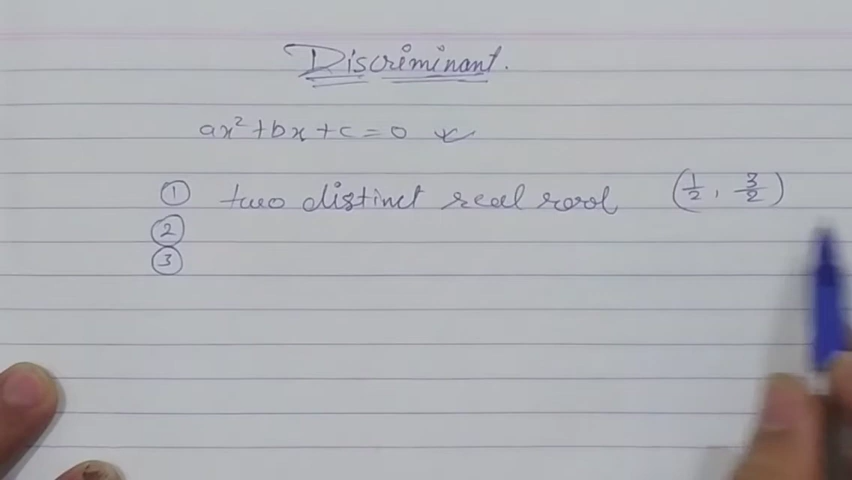 Discriminant.
ax² + bx + c = 0
① two distinct real root (1/2, 3/2)
②
③